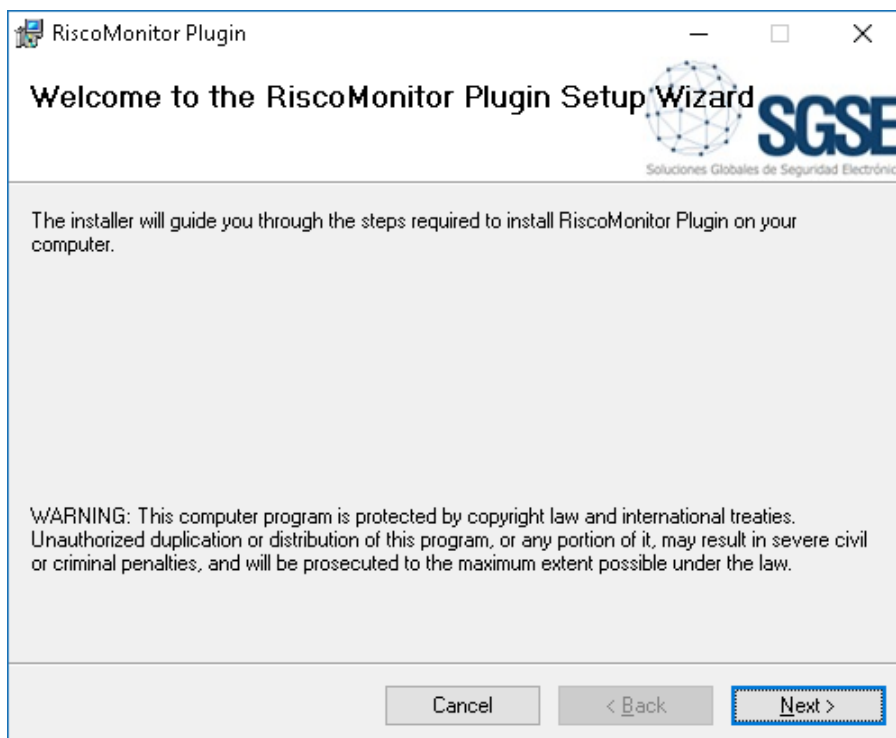 RiscoMonitor Plugin
Welcome to the RiscoMonitor Plugin Setup Wizard
SGSE
Soluciones Globales de Seguridad Electrónic
The installer will guide you through the steps required to install RiscoMonitor Plugin on your
computer.
WARNING: This computer program is protected by copyright law and international treaties.
Unauthorized duplication or distribution of this program, or any portion of it, may result in severe civil
or criminal penalties, and will be prosecuted to the maximum extent possible under the law.
Cancel < Back Next >